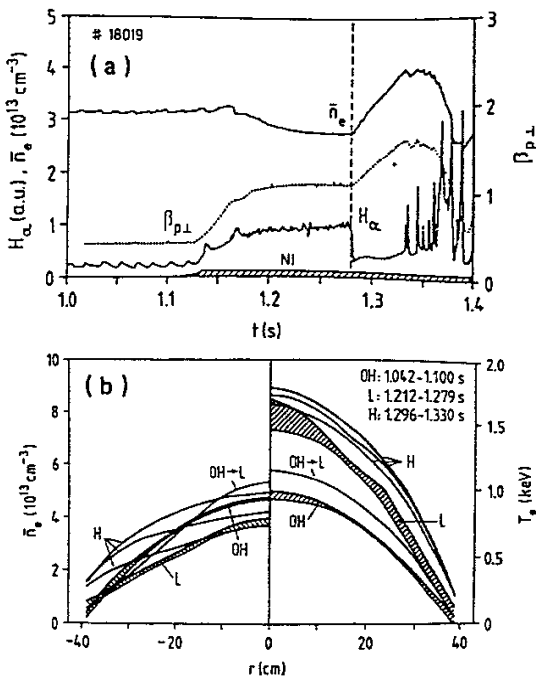 # 18019
(a)
H_α (a.u.), n̄_e (10^13 cm^-3)
5
4
3
2
1
0
3
2
1
0
β_p⊥
n̄_e
β_p⊥
H_α
NI
1.0 1.1 1.2 1.3 1.4
t(s)
(b)
n̄_e (10^13 cm^-3)
10
8
6
4
2
0
OH: 1.042-1.100 s
L: 1.212-1.279 s
H: 1.296-1.330 s
2.0
1.5
1.0
0.5
0
T_e (keV)
OH→L
H
OH
L
OH→L
H
OH
L
-40 -20 0 20 40
r (cm)